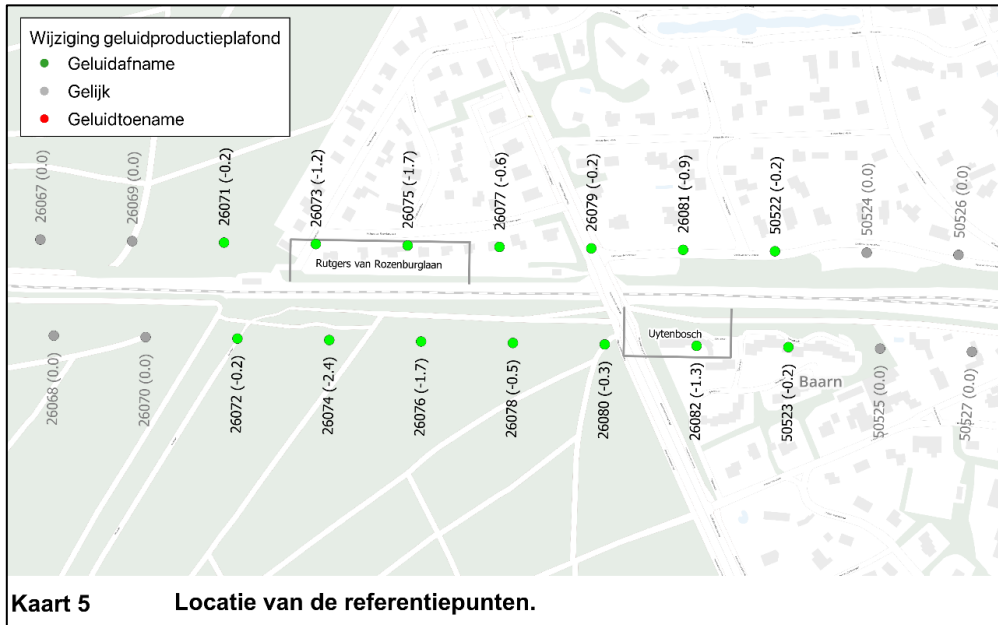 Wijziging geluidproductieplafond
Geluidafname
Gelijk
Geluidtoename
26067 (0.0)
26069 (0.0)
26071 (-0.2)
26073 (-1.2)
26075 (-1.7)
26077 (-0.6)
26079 (-0.2)
26081 (-0.9)
50522 (-0.2)
50524 (0.0)
50526 (0.0)
Rutgers van Rozenburglaan
Uytenbosch
Baarn
26068 (0.0)
26070 (0.0)
26072 (-0.2)
26074 (-2.4)
26076 (-1.7)
26078 (-0.5)
26080 (-0.3)
26082 (-1.3)
50523 (-0.2)
50525 (0.0)
50527 (0.0)
Kaart 5 Locatie van de referentiepunten.